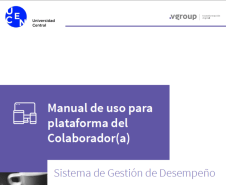 UCEN
Universidad
Central
.vgroup
Manual de uso para
plataforma del
Colaborador(a)
Sistema de Gestión de Desempeño